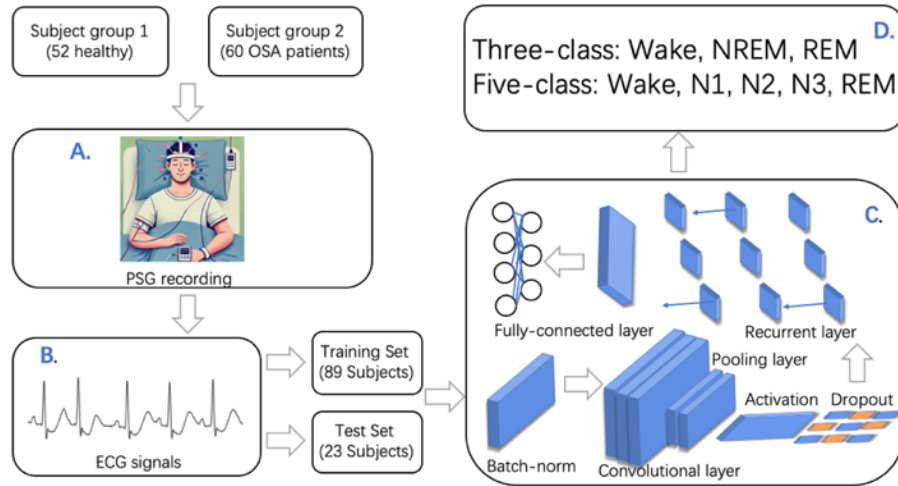 Subject group 1
(52 healthy)
Subject group 2
(60 OSA patients)
A.
PSG recording
B.
ECG signals
Training Set
(89 Subjects)
Test Set
(23 Subjects)
C.
Fully-connected layer
Recurrent layer
Pooling layer
Activation
Dropout
Batch-norm
Convolutional layer
D.
Three-class: Wake, NREM, REM
Five-class: Wake, N1, N2, N3, REM